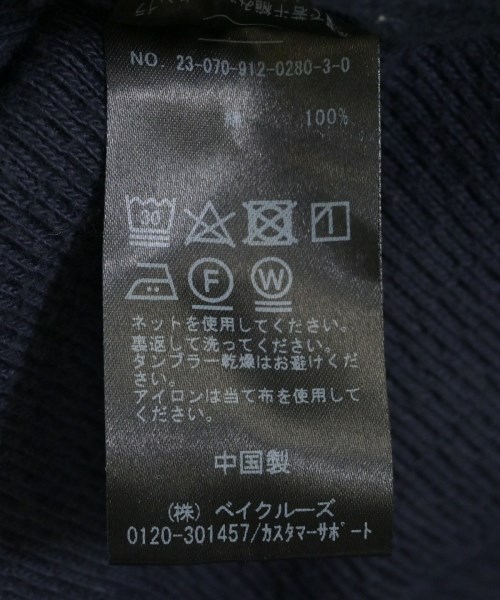 NO. 23-070-912-0280-3-0
100%
30
F W
ネットを使用してください。
裏返して洗ってください。
タンブラー乾燥はお避けくだ
さい。
アイロンは当て布を使用して
ください。
中国製
(株) ベイクルーズ
0120-301457/カスタマーサポート